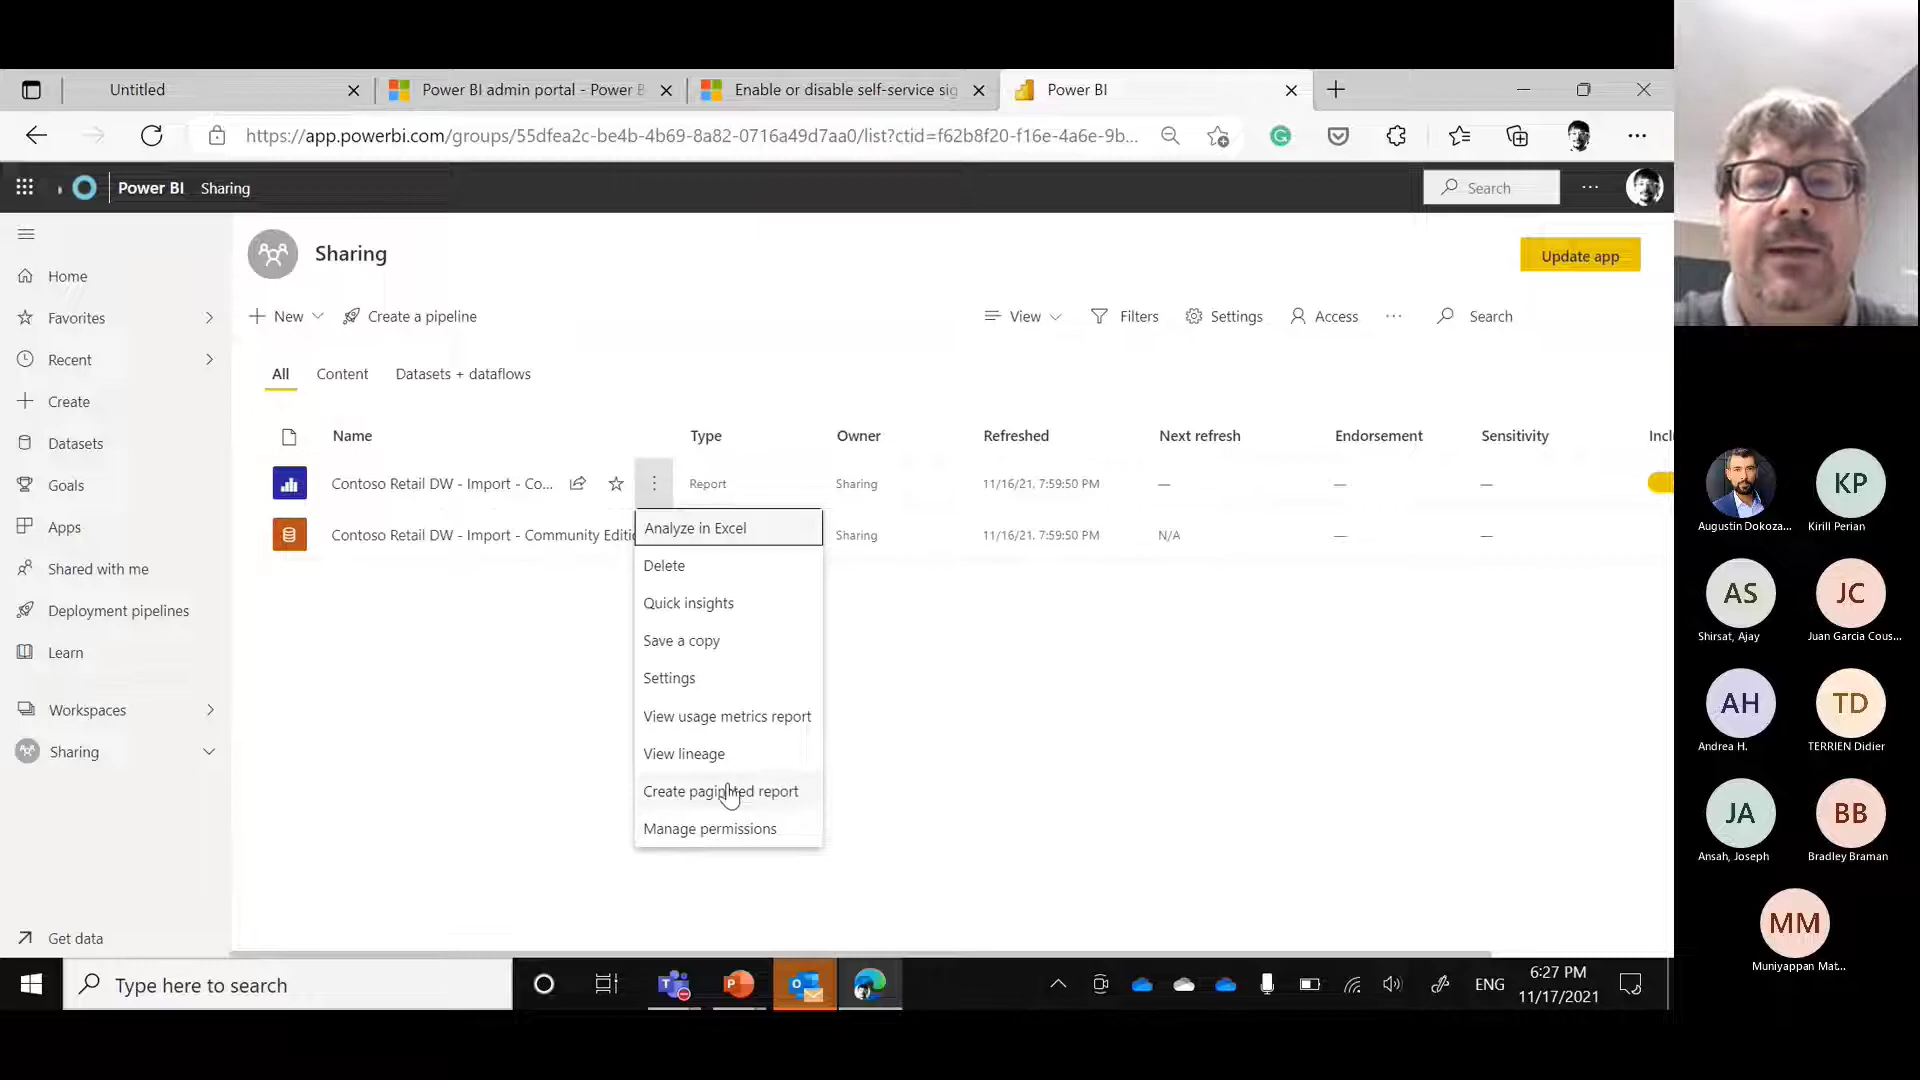 Untitled
Power BI admin portal - Power B
Enable or disable self-service sig
Power BI
https://app.powerbi.com/groups/55dfea2c-be4b-4b69-8a82-0716a49d7aa0/list?ctid=f62b8f20-f16e-4a6e-9b...
Power BI Sharing
Search
Home
Favorites
Recent
Create
Datasets
Goals
Apps
Shared with me
Deployment pipelines
Learn
Workspaces
Sharing
Get data
Sharing
Update app
New
Create a pipeline
View
Filters
Settings
Access
Search
All Content Datasets + dataflows
Name Type Owner Refreshed Next refresh Endorsement Sensitivity Incl
Contoso Retail DW - Import - Co... Report Sharing 11/16/21, 7:59:50 PM — — —
Contoso Retail DW - Import - Community Editi Sharing 11/16/21, 7:59:50 PM N/A — —
Analyze in Excel
Delete
Quick insights
Save a copy
Settings
View usage metrics report
View lineage
Create paginated report
Manage permissions
Type here to search
ENG
6:27 PM
11/17/2021
Augustin Dokoza...
KP
Kirill Perian
AS
Shirsat, Ajay
JC
Juan Garcia Cous...
AH
Andrea H.
TD
TERRIEN Didier
JA
Ansah, Joseph
BB
Bradley Braman
MM
Muniyappan Mat...